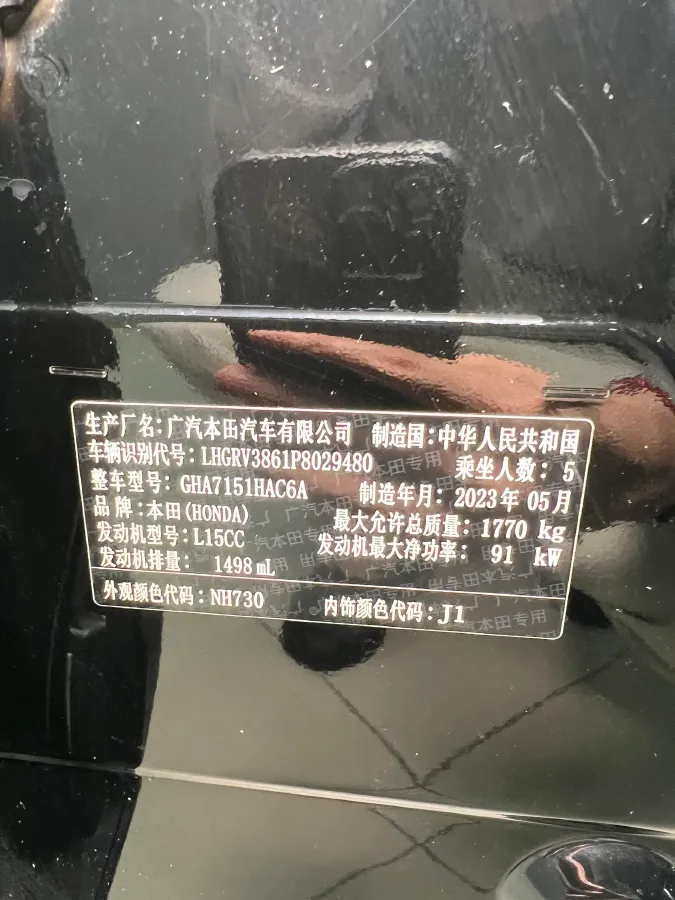 生产厂名:广汽本田汽车有限公司 制造国:中华人民共和国
车辆识别代号:LHGRV3861P8029480 乘坐人数:5
整车型号:GHA7151HAC6A 制造年月:2023年05月
品牌:本田(HONDA) 最大允许总质量:1770 kg
发动机型号:L15CC 发动机最大净功率:91 kW
发动机排量:1498mL
外观颜色代码:NH730 内饰颜色代码:J1